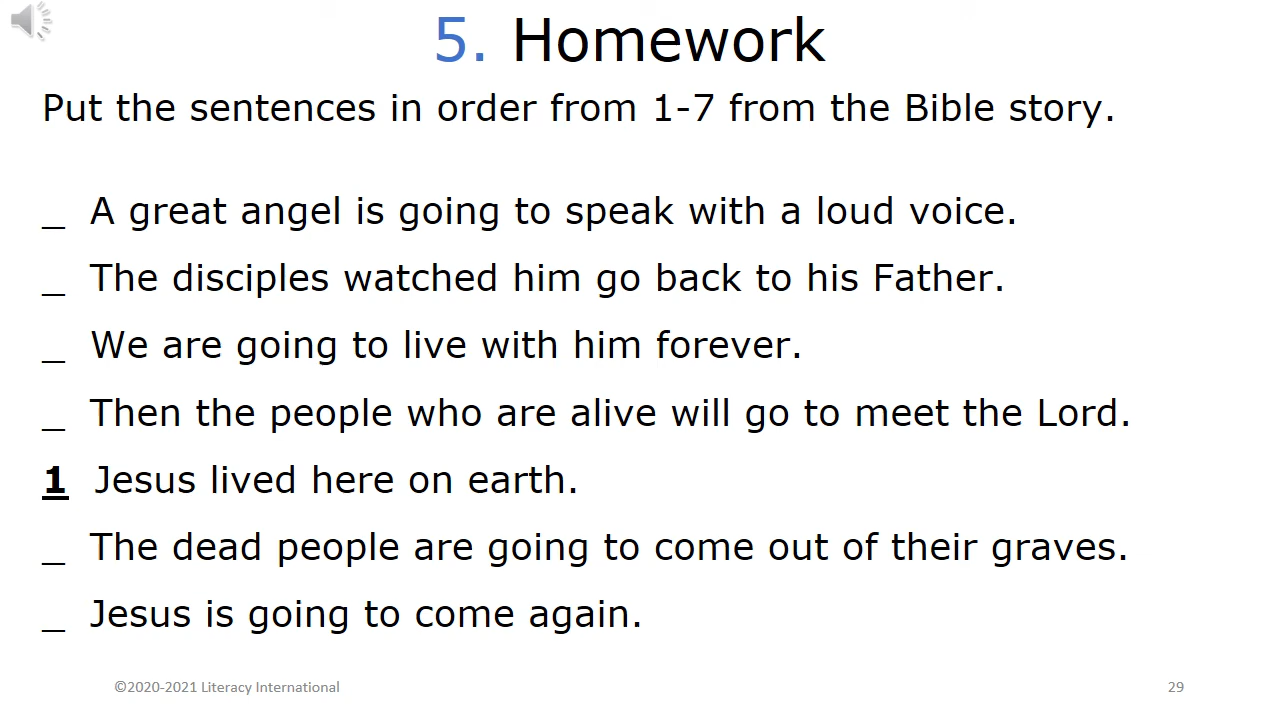 5. Homework
Put the sentences in order from 1-7 from the Bible story.
_ A great angel is going to speak with a loud voice.
_ The disciples watched him go back to his Father.
_ We are going to live with him forever.
_ Then the people who are alive will go to meet the Lord.
1 Jesus lived here on earth.
_ The dead people are going to come out of their graves.
_ Jesus is going to come again.
©2020-2021 Literacy International
29